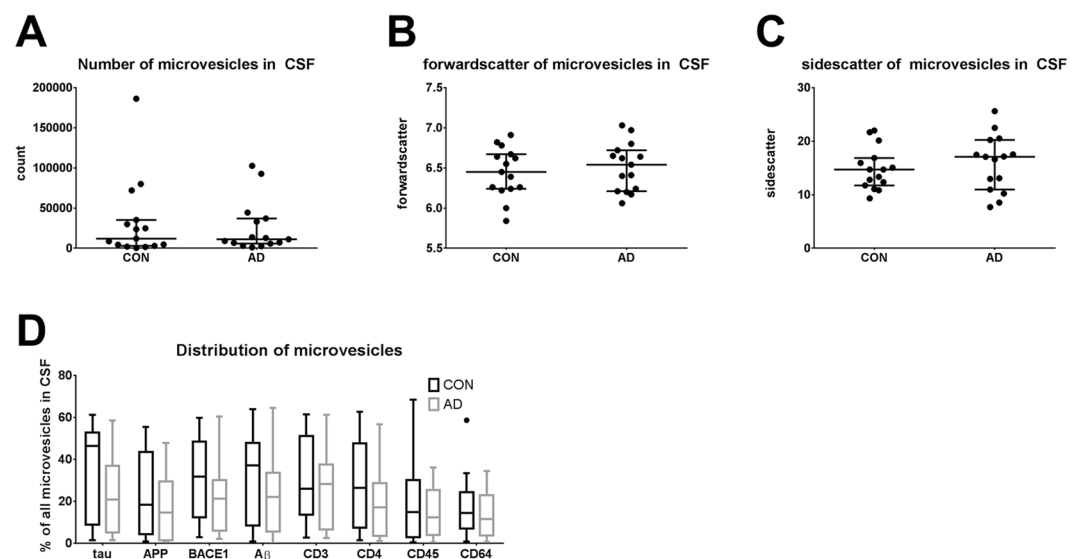 A
Number of microvesicles in CSF
count
200000
150000
100000
50000
0
CON
AD
B
forwardscatter of microvesicles in CSF
forwardscatter
7.5
7.0
6.5
6.0
5.5
CON
AD
C
sidescatter of microvesicles in CSF
sidescatter
30
20
10
0
CON
AD
D
Distribution of microvesicles
% of all microvesicles in CSF
80
60
40
20
0
CON
AD
tau
APP
BACE1
Aβ
CD3
CD4
CD45
CD64